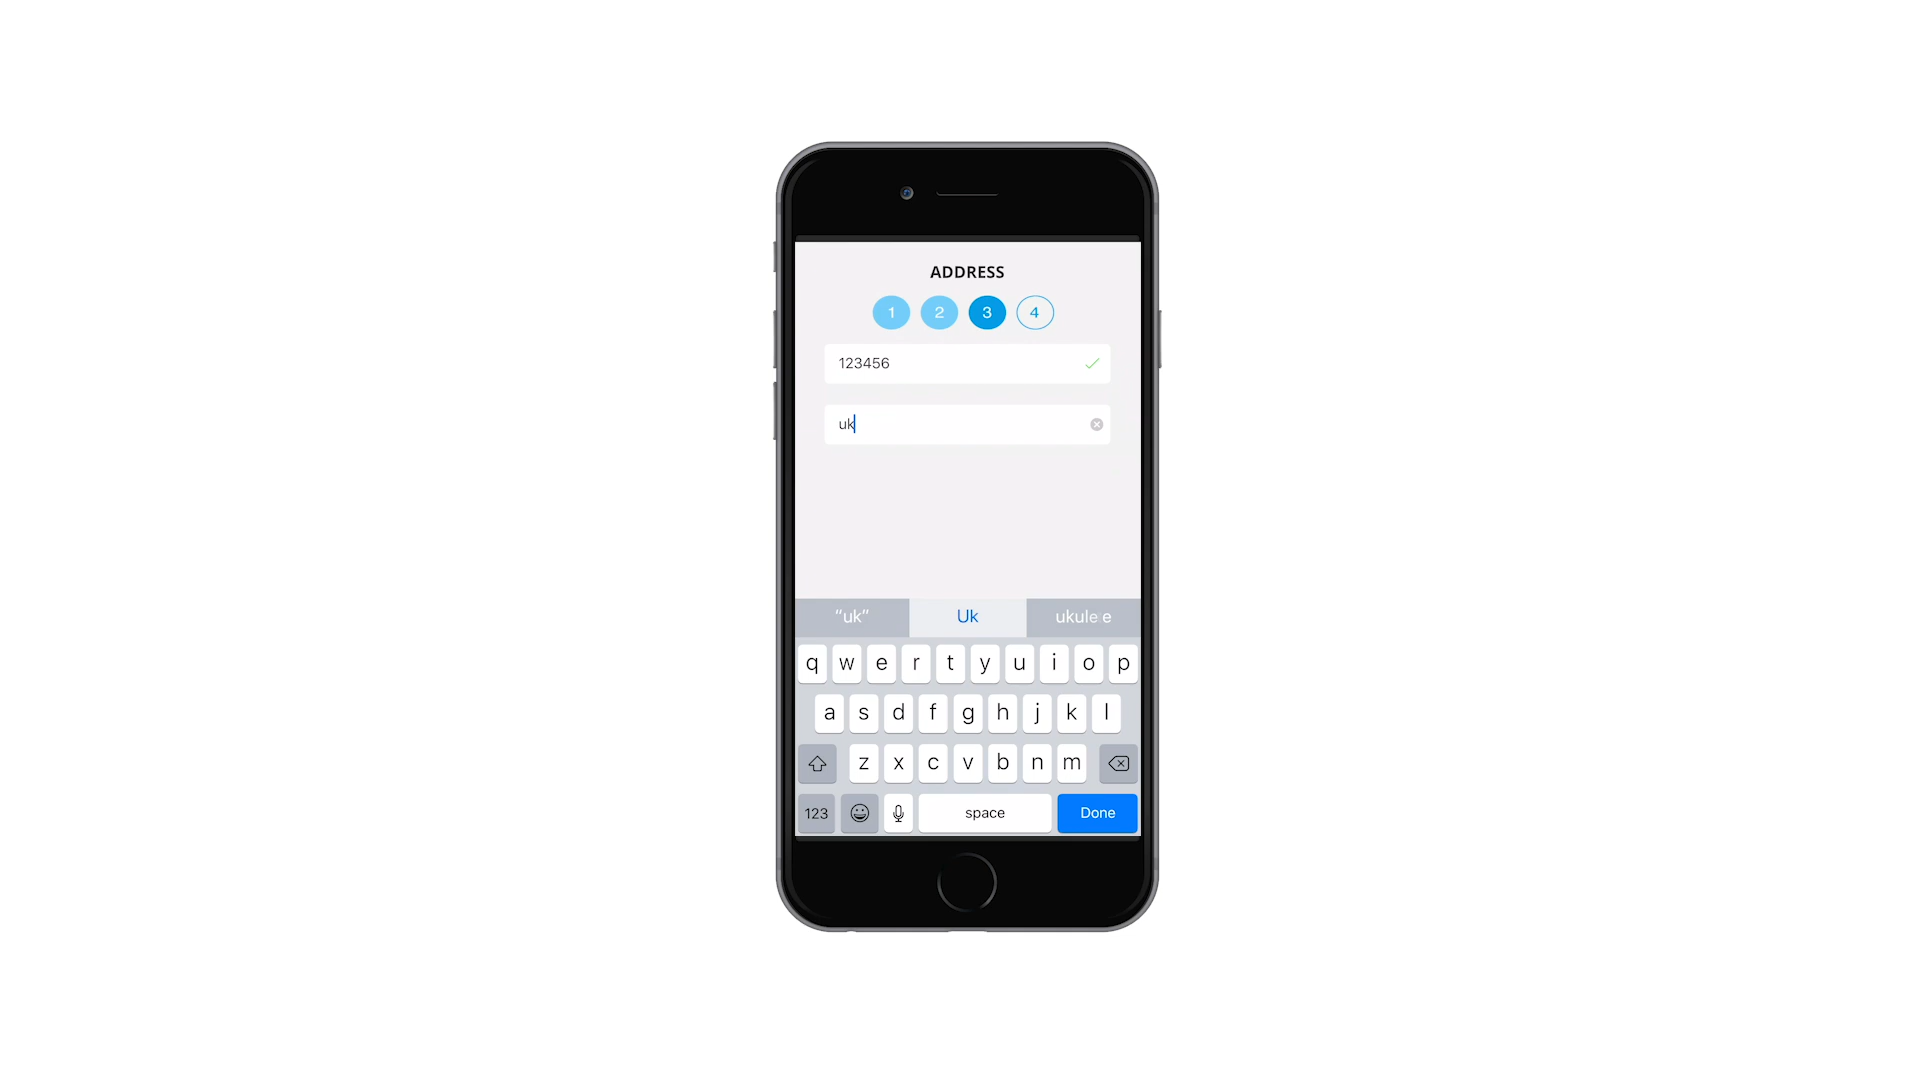 ADDRESS
1 2 3 4
123456
uk
"uk" Uk ukulele
q w e r t y u i o p
a s d f g h j k l
z x c v b n m
123 space Done